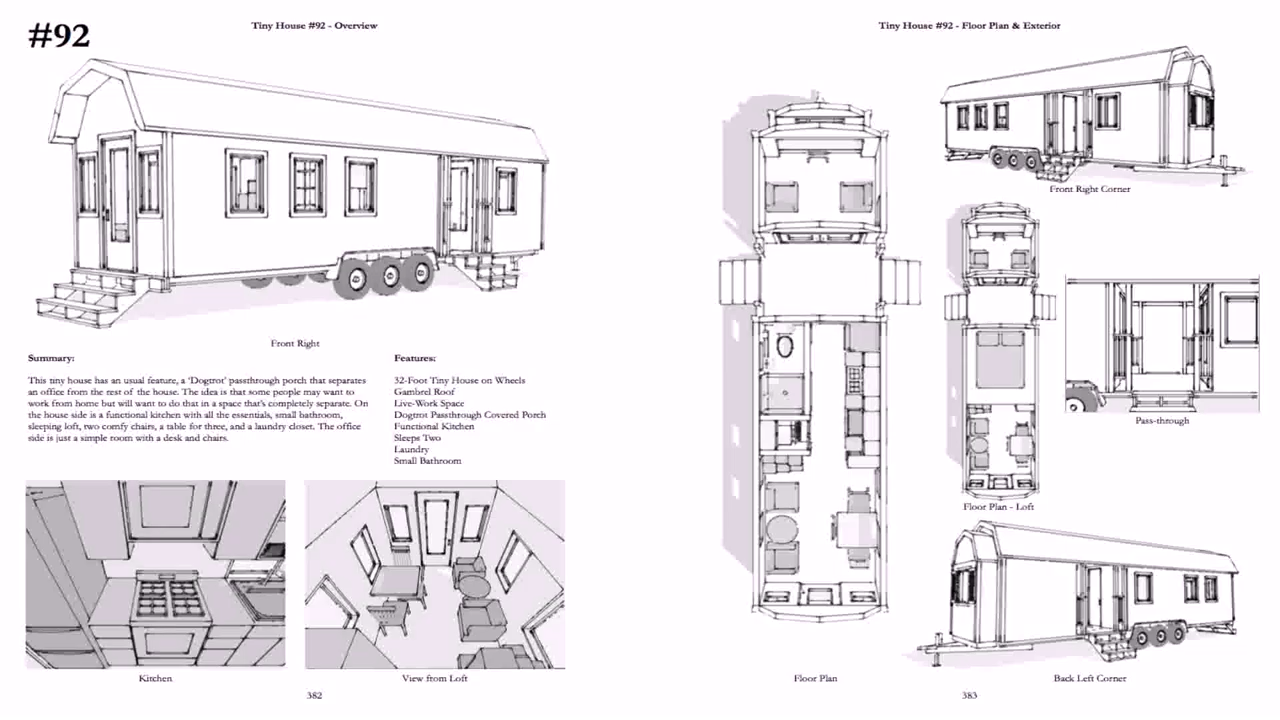 #92
Tiny House #92 - Overview
Front Right
Summary:
This tiny house has an usual feature, a 'Dogtrot' passthrough porch that separates
an office from the rest of the house. The idea is that some people may want to
work from home but will want to do that in a space that's completely separate. On
the house side is a functional kitchen with all the essentials, small bathroom,
sleeping loft, two comfy chairs, a table for three, and a laundry closet. The office
side is just a simple room with a desk and chairs.
Features:
32-Foot Tiny House on Wheels
Gambrel Roof
Live-Work Space
Dogtrot Passthrough Covered Porch
Functional Kitchen
Sleeps Two
Laundry
Small Bathroom
Kitchen
View from Loft
382
Tiny House #92 - Floor Plan & Exterior
Front Right Corner
Pass-through
Floor Plan - Loft
Floor Plan
Back Left Corner
383